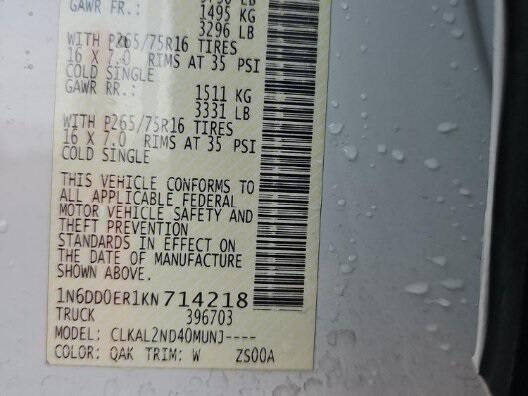 GAWR FR.: 1495 KG
3296 LB
WITH P265/75R16 TIRES
16 X 7.0 RIMS AT 35 PSI
COLD SINGLE
GAWR RR.: 1511 KG
3331 LB
WITH P265/75R16 TIRES
16 X 7.0 RIMS AT 35 PSI
COLD SINGLE
THIS VEHICLE CONFORMS TO
ALL APPLICABLE FEDERAL
MOTOR VEHICLE SAFETY AND
THEFT PREVENTION
STANDARDS IN EFFECT ON
THE DATE OF MANUFACTURE
SHOWN ABOVE.
1N6DD0ER1KN714218
TRUCK 396703
MODEL: CLKAL2ND40MUNJ----
COLOR: QAK TRIM: W ZS00A